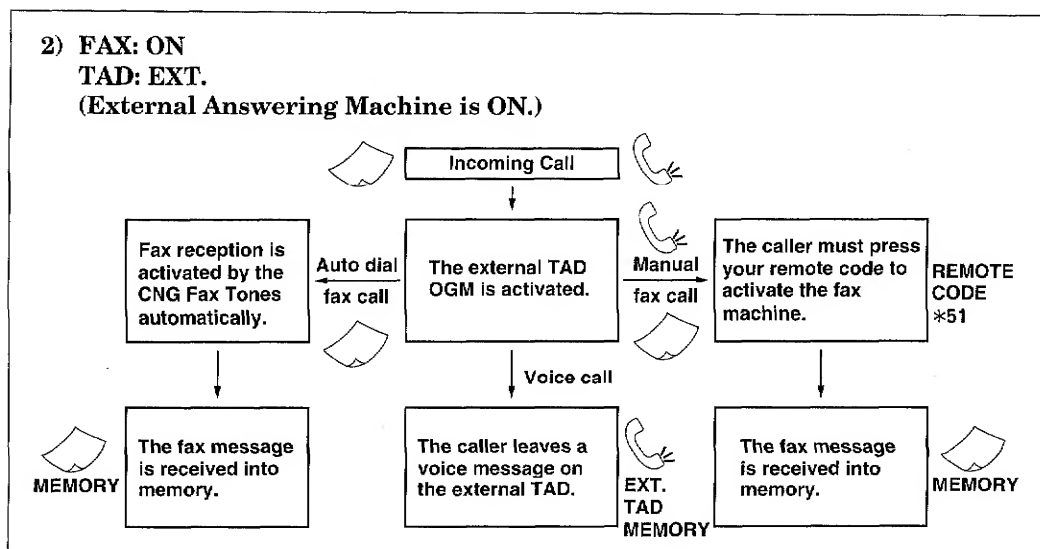 2) FAX: ON
TAD: EXT.
(External Answering Machine is ON.)
Incoming Call
Fax reception is
activated by the
CNG Fax Tones
automatically.
Auto dial
fax call
The external TAD
OGM is activated.
Manual
fax call
The caller must press
your remote code to
activate the fax
machine.
REMOTE
CODE
*51
Voice call
MEMORY
The fax message
is received into
memory.
The caller leaves a
voice message on
the external TAD.
EXT.
TAD
MEMORY
The fax message
is received into
memory.
MEMORY